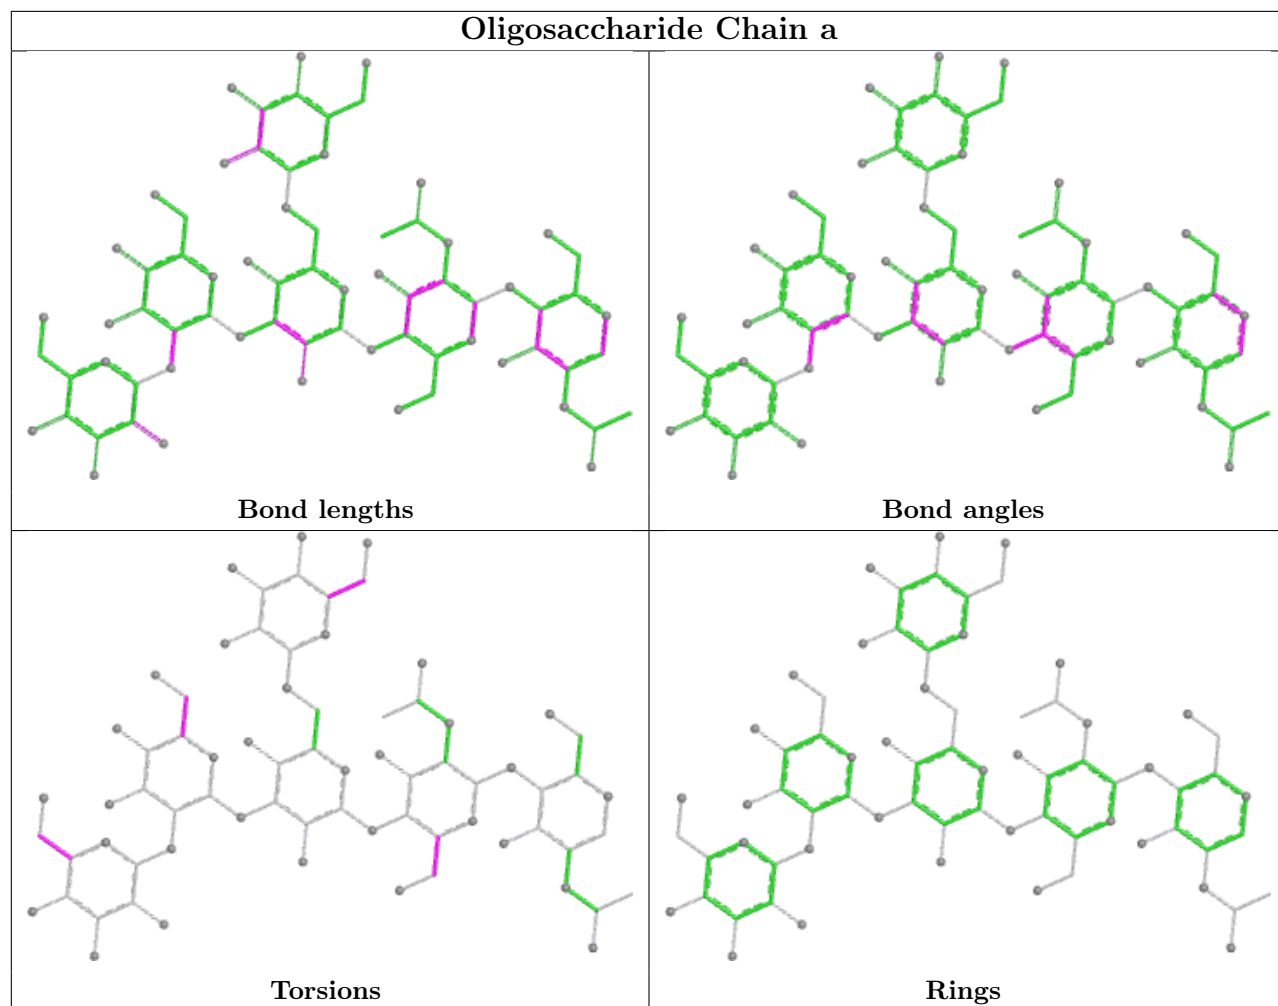 Oligosaccharide Chain a
Bond lengths
Bond angles
Torsions
Rings